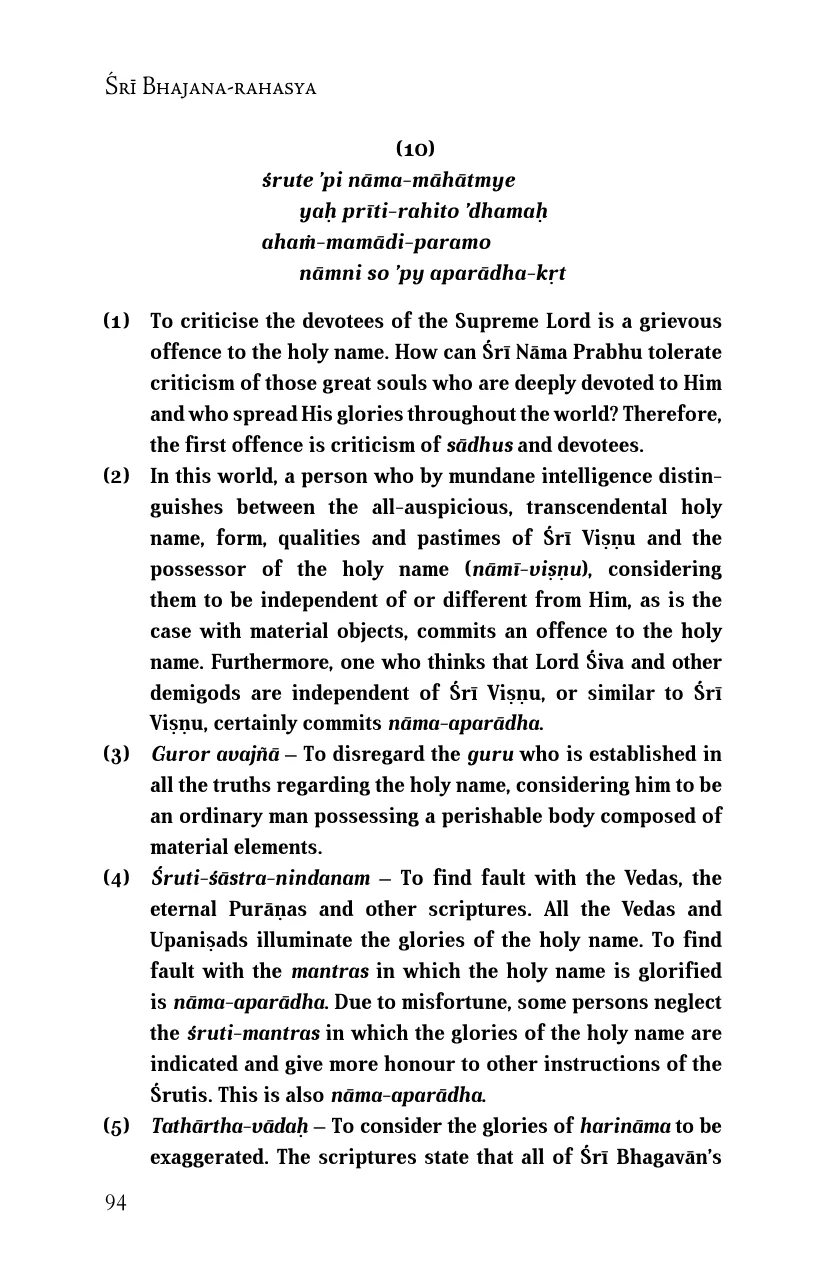 Śrī Bhajana-rahasya
(10)
śrute ’pi nāma-māhātmye
yaḥ prīti-rahito ’dhamaḥ
ahaṁ-mamādi-paramo
nāmni so ’py aparādha-kṛt
(1) To criticise the devotees of the Supreme Lord is a grievous
offence to the holy name. How can Śrī Nāma Prabhu tolerate
criticism of those great souls who are deeply devoted to Him
and who spread His glories throughout the world? Therefore,
the first offence is criticism of sādhus and devotees.
(2) In this world, a person who by mundane intelligence distin-
guishes between the all-auspicious, transcendental holy
name, form, qualities and pastimes of Śrī Viṣṇu and the
possessor of the holy name (nāmī-viṣṇu), considering
them to be independent of or different from Him, as is the
case with material objects, commits an offence to the holy
name. Furthermore, one who thinks that Lord Śiva and other
demigods are independent of Śrī Viṣṇu, or similar to Śrī
Viṣṇu, certainly commits nāma-aparādha.
(3) Guror avajñā – To disregard the guru who is established in
all the truths regarding the holy name, considering him to be
an ordinary man possessing a perishable body composed of
material elements.
(4) Śruti-śāstra-nindanam – To find fault with the Vedas, the
eternal Purāṇas and other scriptures. All the Vedas and
Upaniṣads illuminate the glories of the holy name. To find
fault with the mantras in which the holy name is glorified
is nāma-aparādha. Due to misfortune, some persons neglect
the śruti-mantras in which the glories of the holy name are
indicated and give more honour to other instructions of the
Śrutis. This is also nāma-aparādha.
(5) Tathārtha-vādaḥ – To consider the glories of harināma to be
exaggerated. The scriptures state that all of Śrī Bhagavān’s
94